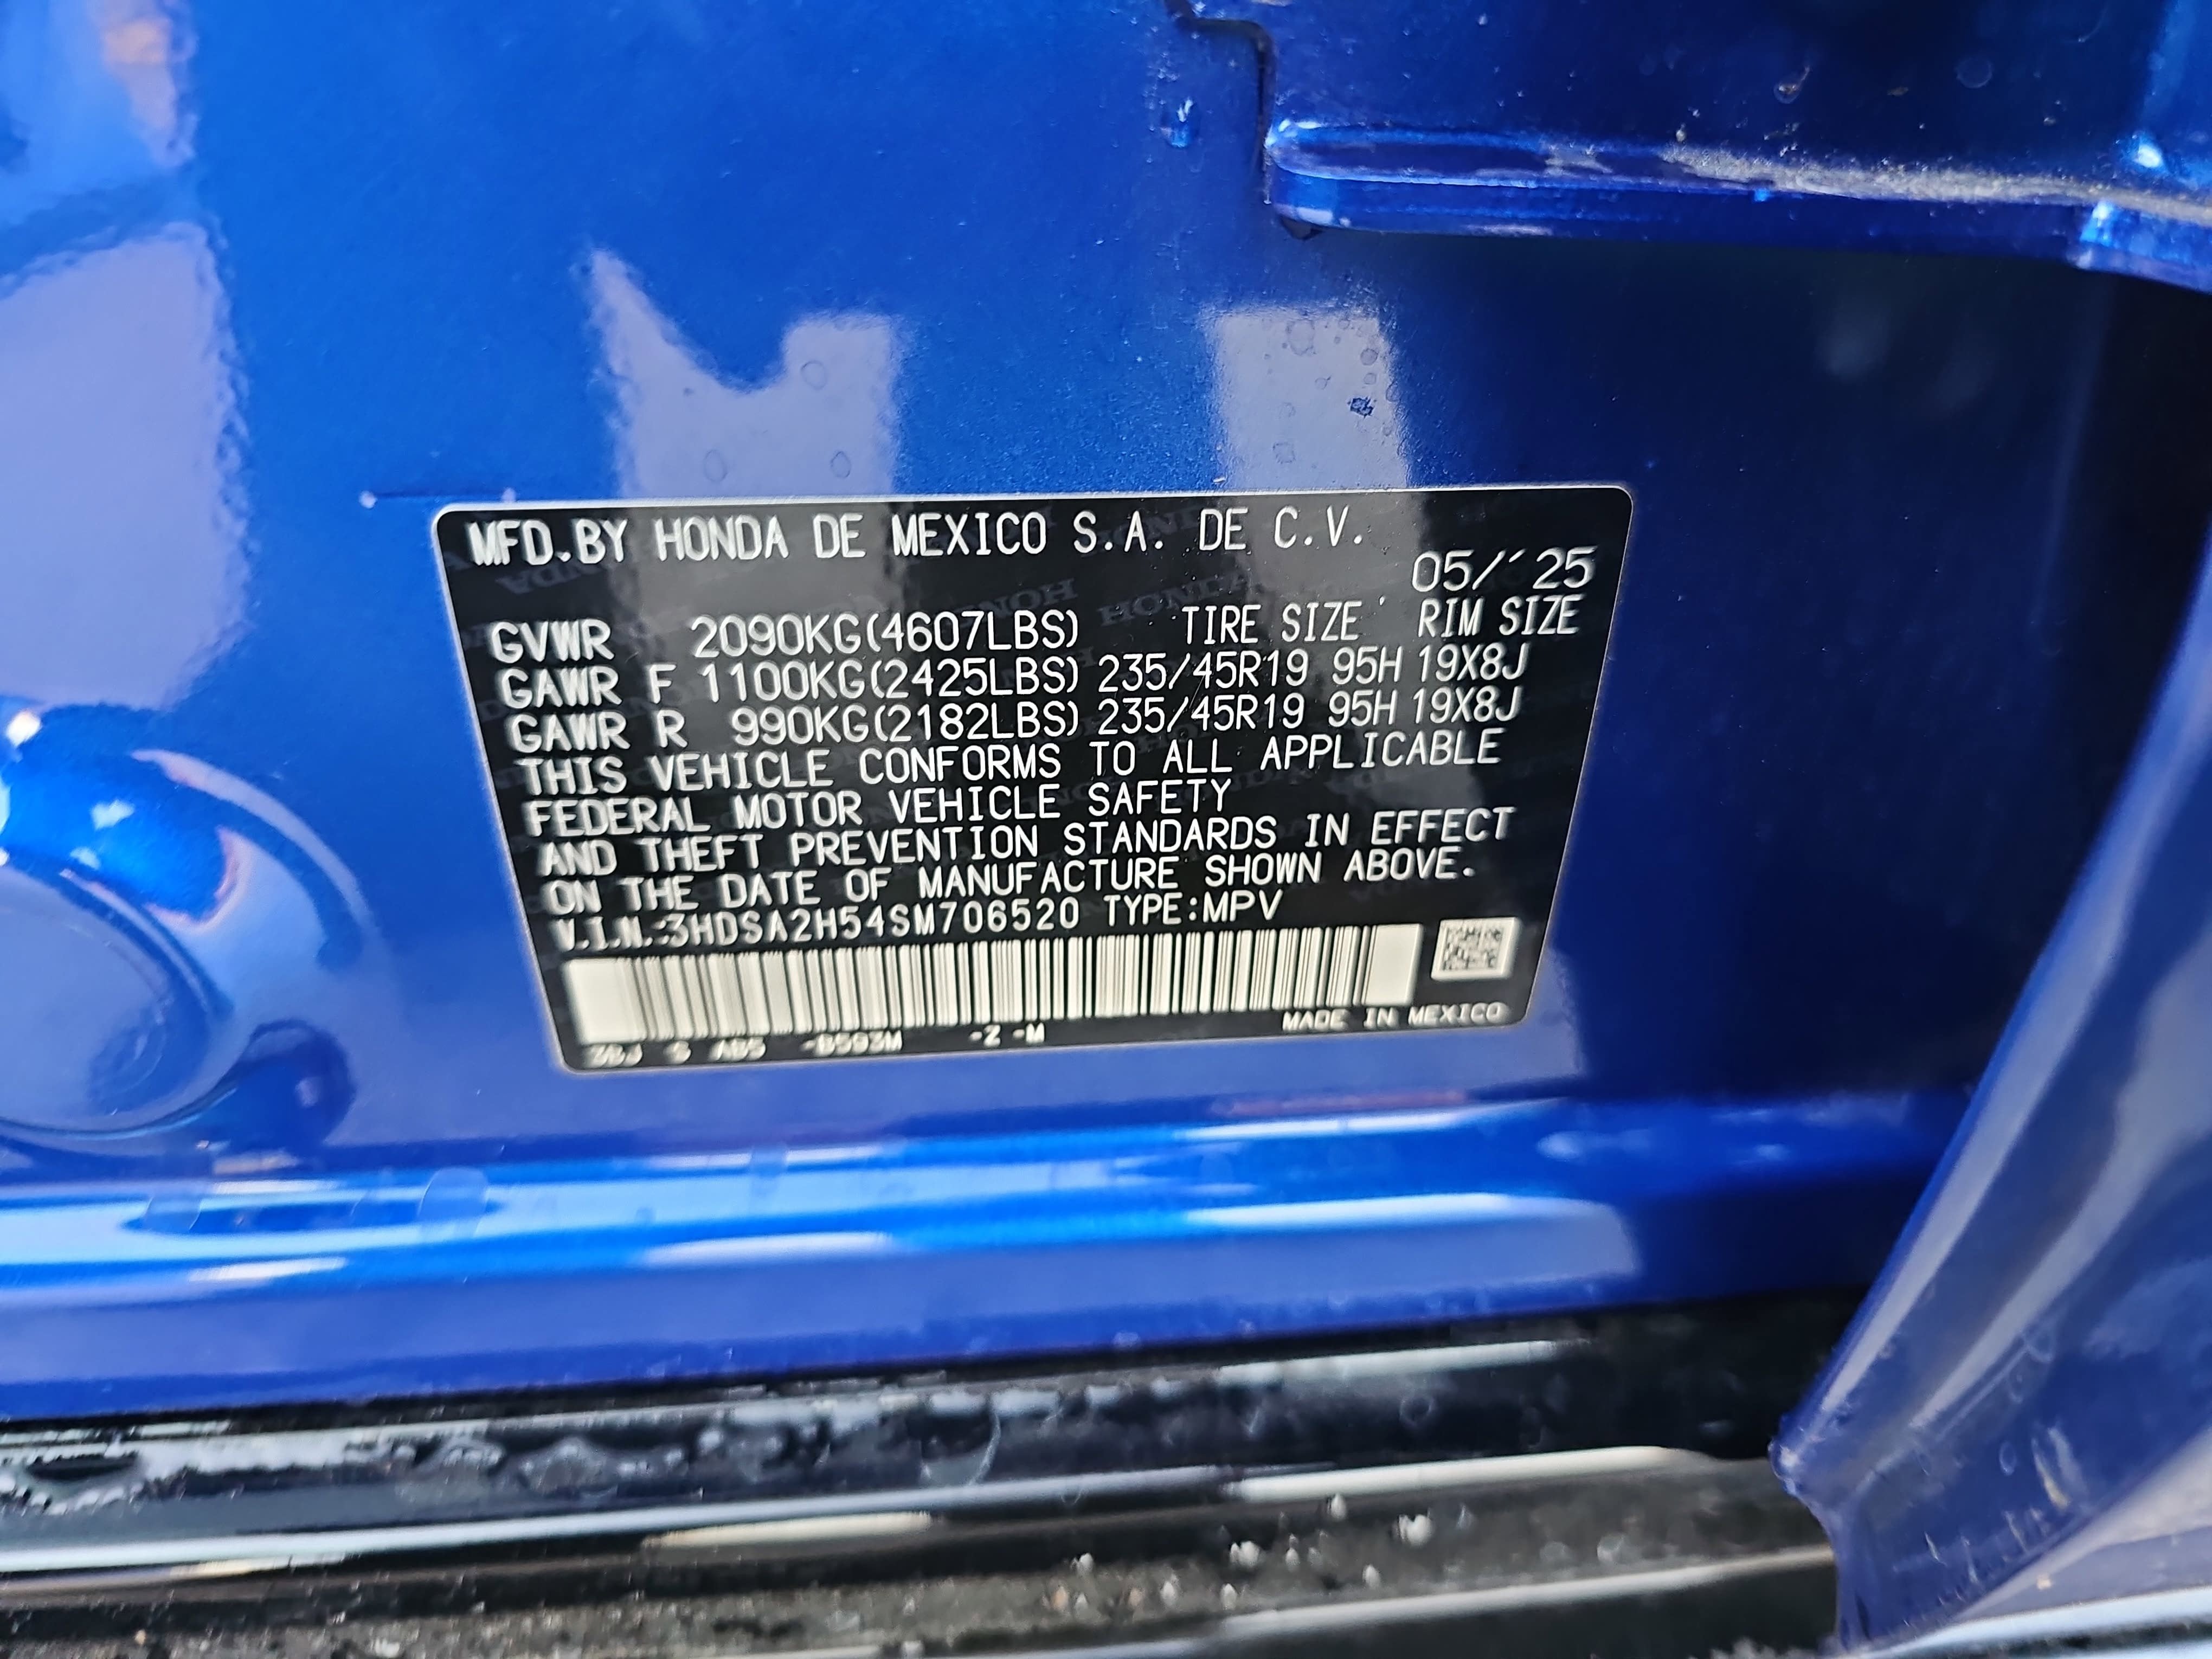 MFD.BY HONDA DE MEXICO S.A. DE C.V.
05/´25
GVWR 2090KG(4607LBS) TIRE SIZE RIM SIZE
GAWR F 1100KG(2425LBS) 235/45R19 95H 19X8J
GAWR R 990KG(2182LBS) 235/45R19 95H 19X8J
THIS VEHICLE CONFORMS TO ALL APPLICABLE
FEDERAL MOTOR VEHICLE SAFETY
AND THEFT PREVENTION STANDARDS IN EFFECT
ON THE DATE OF MANUFACTURE SHOWN ABOVE.
V.I.N.:3HDSA2H54SM706520 TYPE:MPV
-B593M -Z -M MADE IN MEXICO